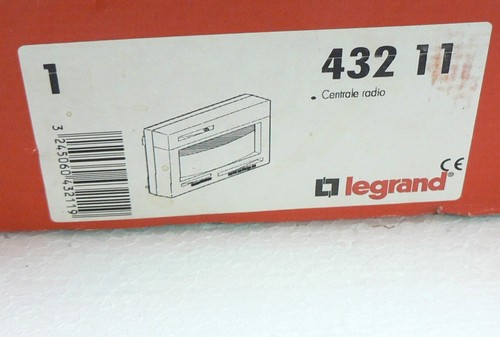 1
432 11
Centrale radio
3 245060 432119
legrand®
CE